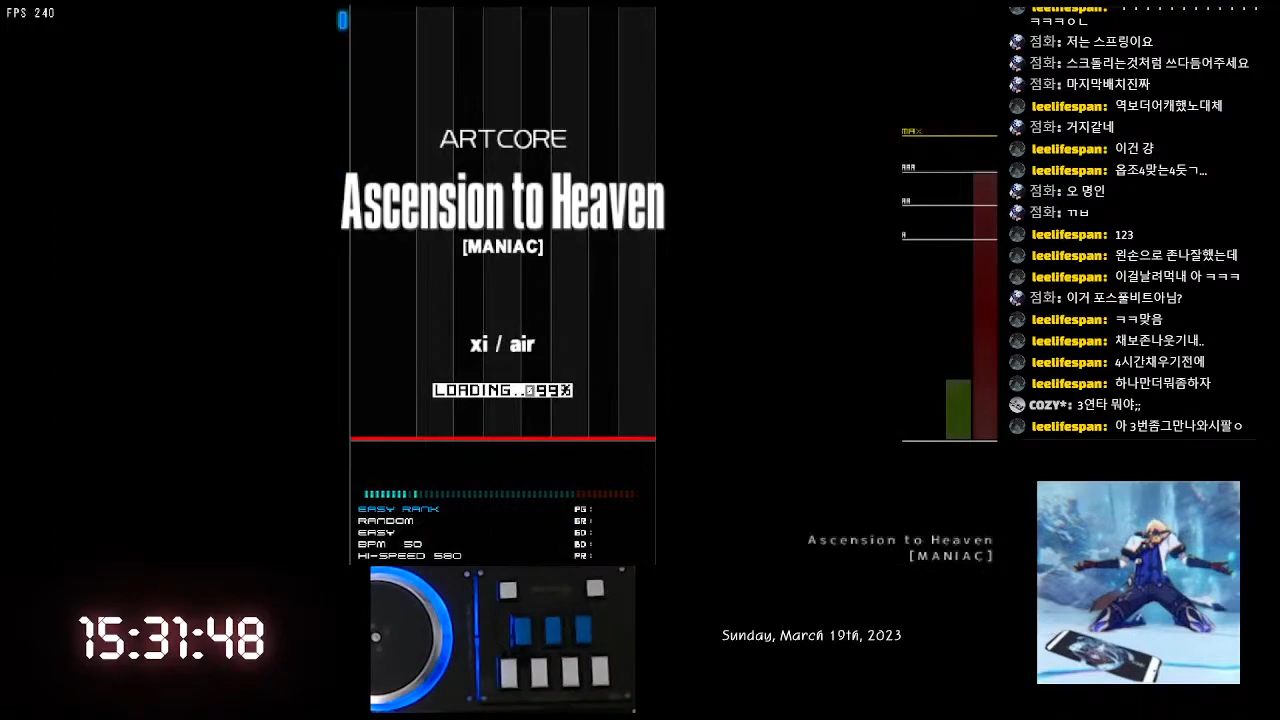 FPS 240
0
ARTCORE
Ascension to Heaven
[MANIAC]
xi / air
LOADING.. 99%
EASY RANK
RANDOM
EASY
BPM 50
HI-SPEED 580
PG:
GR:
GD:
BD:
PR:
MAX
AAA
AA
A
Ascension to Heaven
[MANIAC]
15:31:48
Sunday, March 19th, 2023
leelifespan:
ㅋㅋㅋㅇㄴ
점화: 저는 스프링이요
점화: 스크돌리는것처럼 쓰다듬어주세요
점화: 마지막배치진짜
leelifespan: 역보더어캐했노대체
점화: 거지같네
leelifespan: 이건 걍
leelifespan: 옵조4맞는4듯ㄱ...
점화: 오 명인
점화: ㄲㅂ
leelifespan: 123
leelifespan: 왼손으로 존나잘했는데
leelifespan: 이걸날려먹내 아 ㅋㅋㅋ
점화: 이거 포스풀비트아님?
leelifespan: ㅋㅋ맞음
leelifespan: 채보존나웃기내..
leelifespan: 4시간채우기전에
leelifespan: 하나만더뭐좀하자
COZY*: 3연타 뭐야;;
leelifespan: 아 3번좀그만나와시팔ㅇ